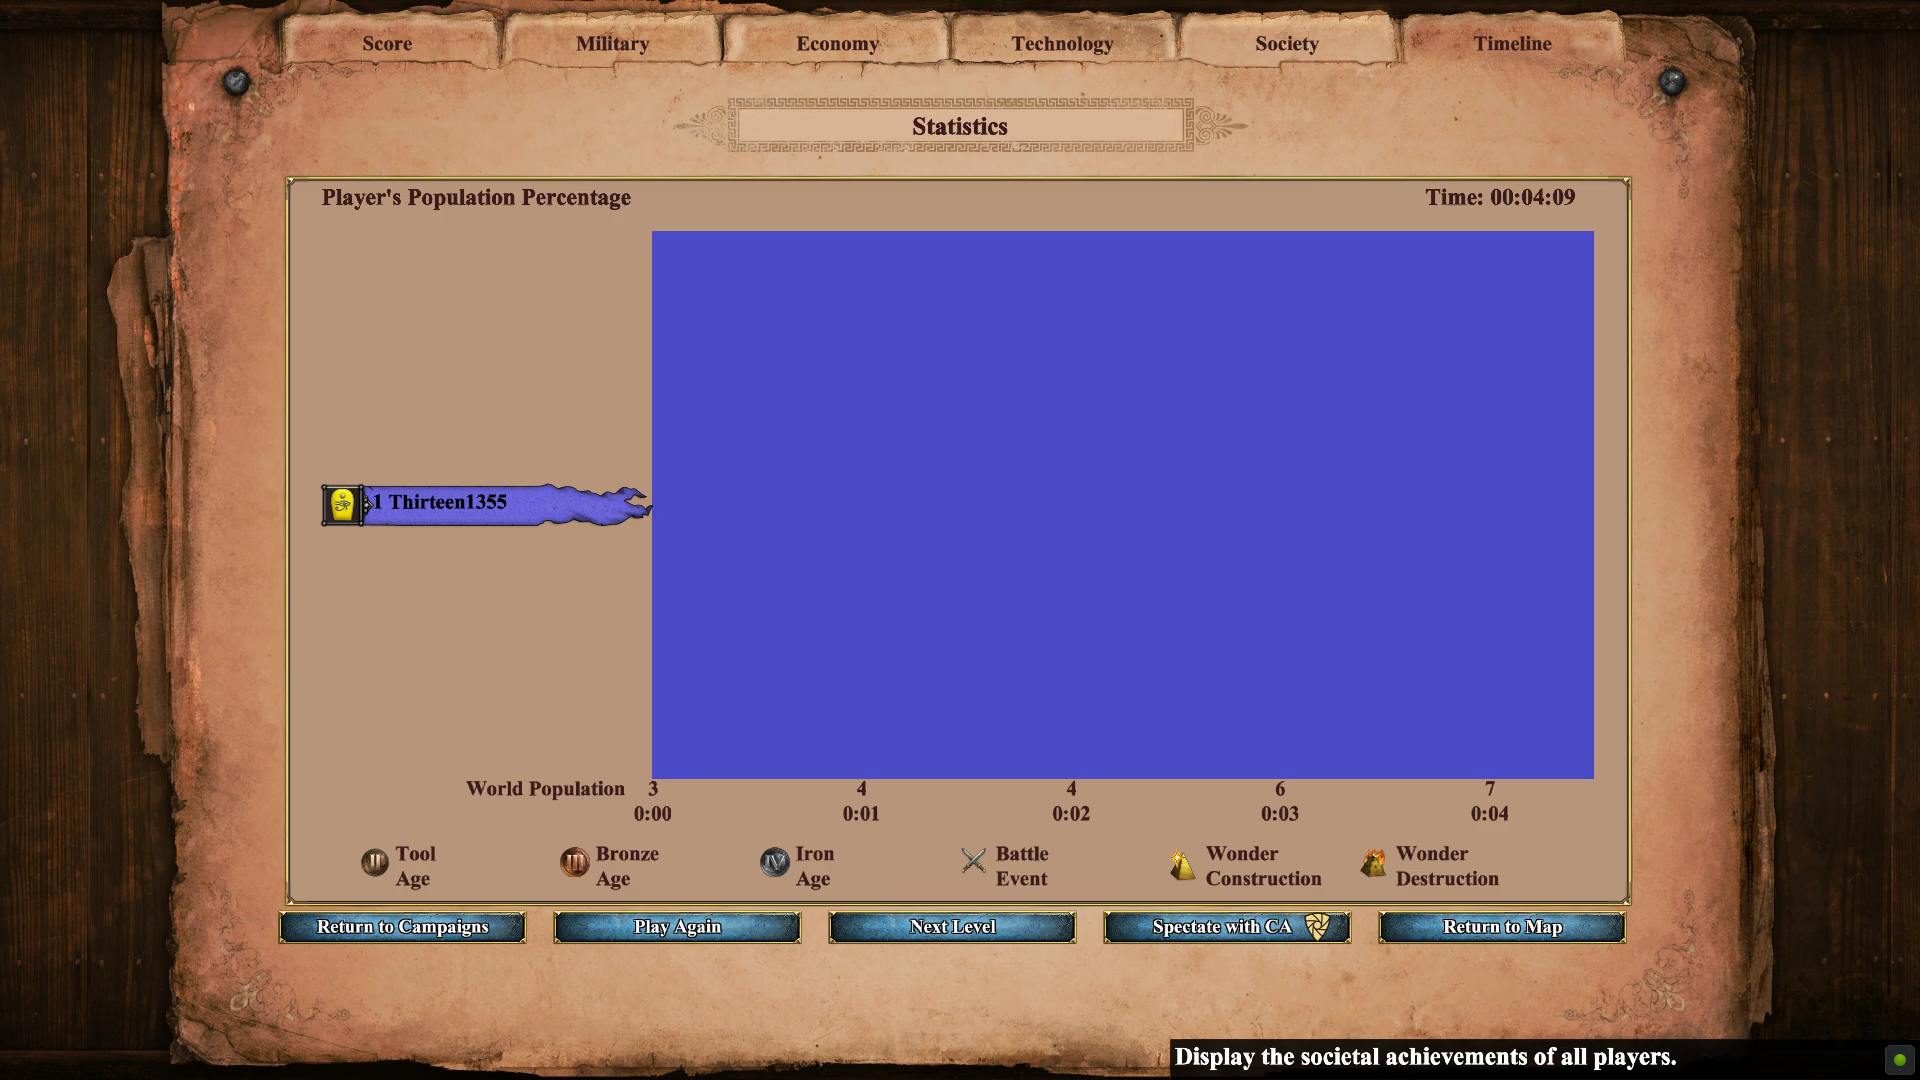 Score Military Economy Technology Society Timeline
Statistics
Player's Population Percentage Time: 00:04:09
1 Thirteen1355
World Population 3 4 4 6 7
0:00 0:01 0:02 0:03 0:04
II Tool Age
III Bronze Age
IV Iron Age
Battle Event
Wonder Construction
Wonder Destruction
Return to Campaigns Play Again Next Level Spectate with CA Return to Map
Display the societal achievements of all players.